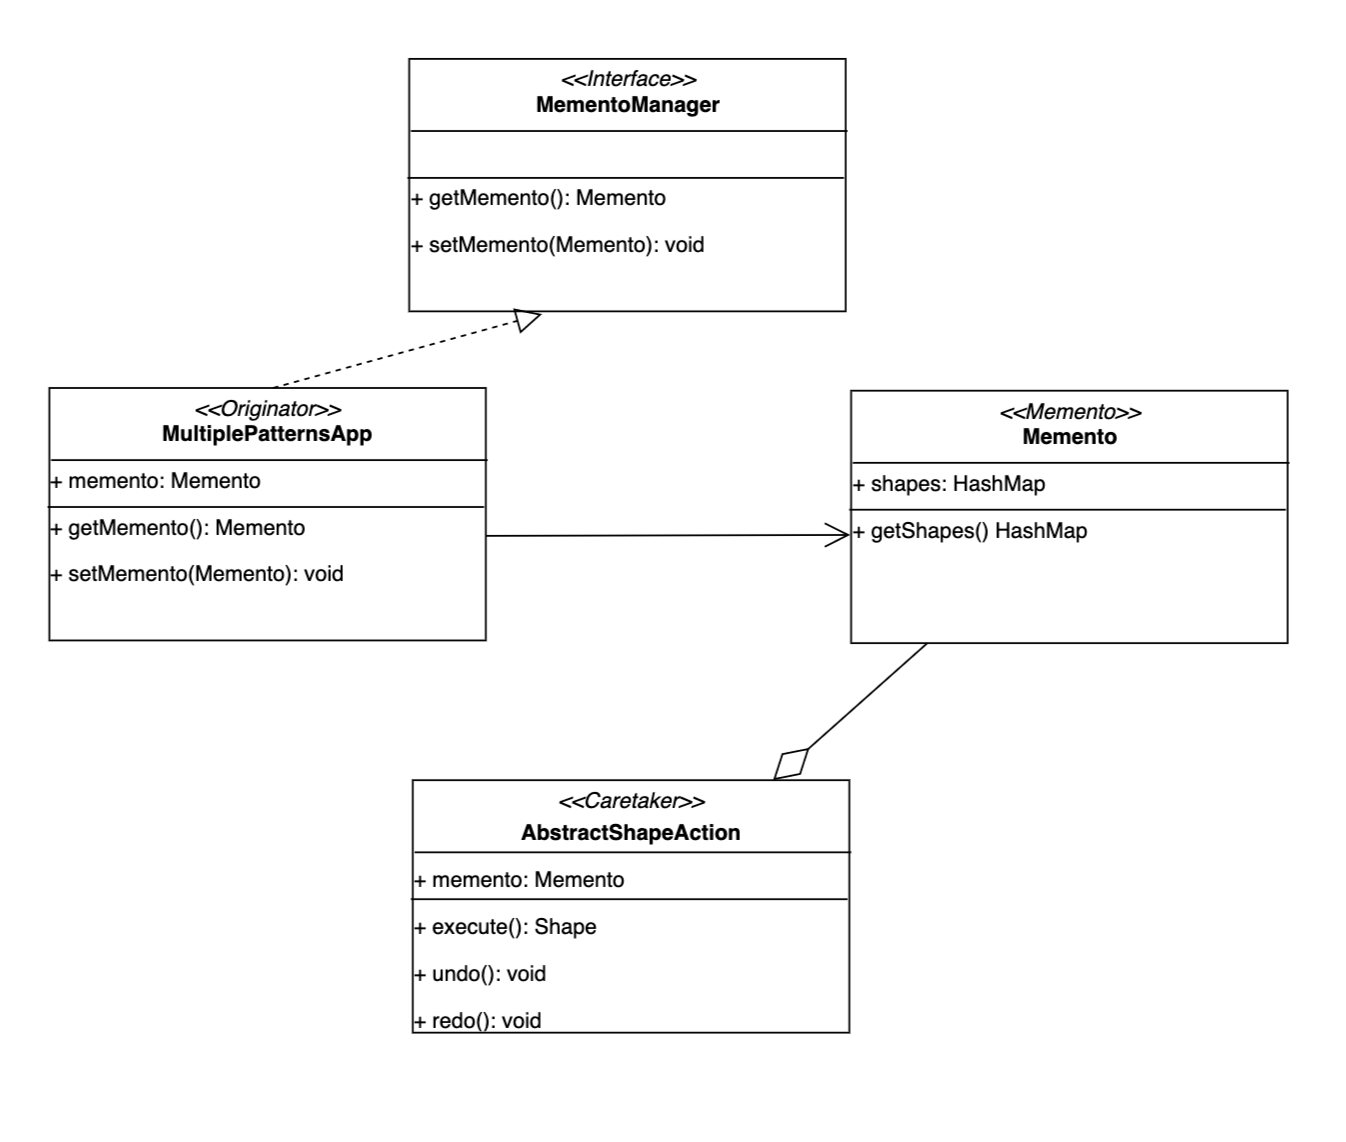 <<Interface>>
MementoManager
+ getMemento(): Memento
+ setMemento(Memento): void
<<Originator>>
MultiplePatternsApp
+ memento: Memento
+ getMemento(): Memento
+ setMemento(Memento): void
<<Memento>>
Memento
+ shapes: HashMap
+ getShapes() HashMap
<<Caretaker>>
AbstractShapeAction
+ memento: Memento
+ execute(): Shape
+ undo(): void
+ redo(): void